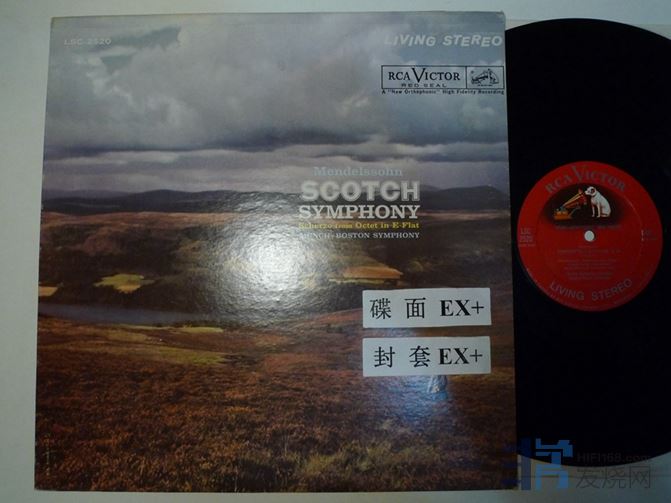 LSC-2520
LIVING STEREO
RCA VICTOR
RED SEAL
A "New Orthophonic" High Fidelity Recording
Mendelssohn
SCOTCH
SYMPHONY
Scherzo from Octet in E-Flat
MUNCH · BOSTON SYMPHONY
碟面 EX+
封套 EX+
RCA VICTOR
LSC
2520
LIVING STEREO
HIFI168.com
发烧网